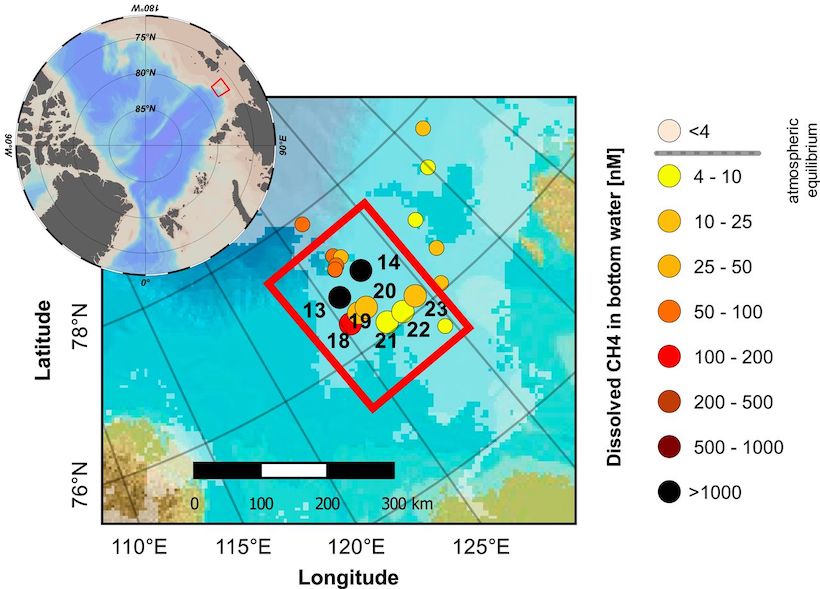 180°W
75°N
80°N
85°N
90°W
90°E
0°
Latitude
78°N
76°N
14
13
20
19
18
21
22
23
0
100
200
300 km
110°E
115°E
120°E
125°E
Longitude
Dissolved CH4 in bottom water [nM]
<4
atmospheric
equilibrium
4 - 10
10 - 25
25 - 50
50 - 100
100 - 200
200 - 500
500 - 1000
>1000